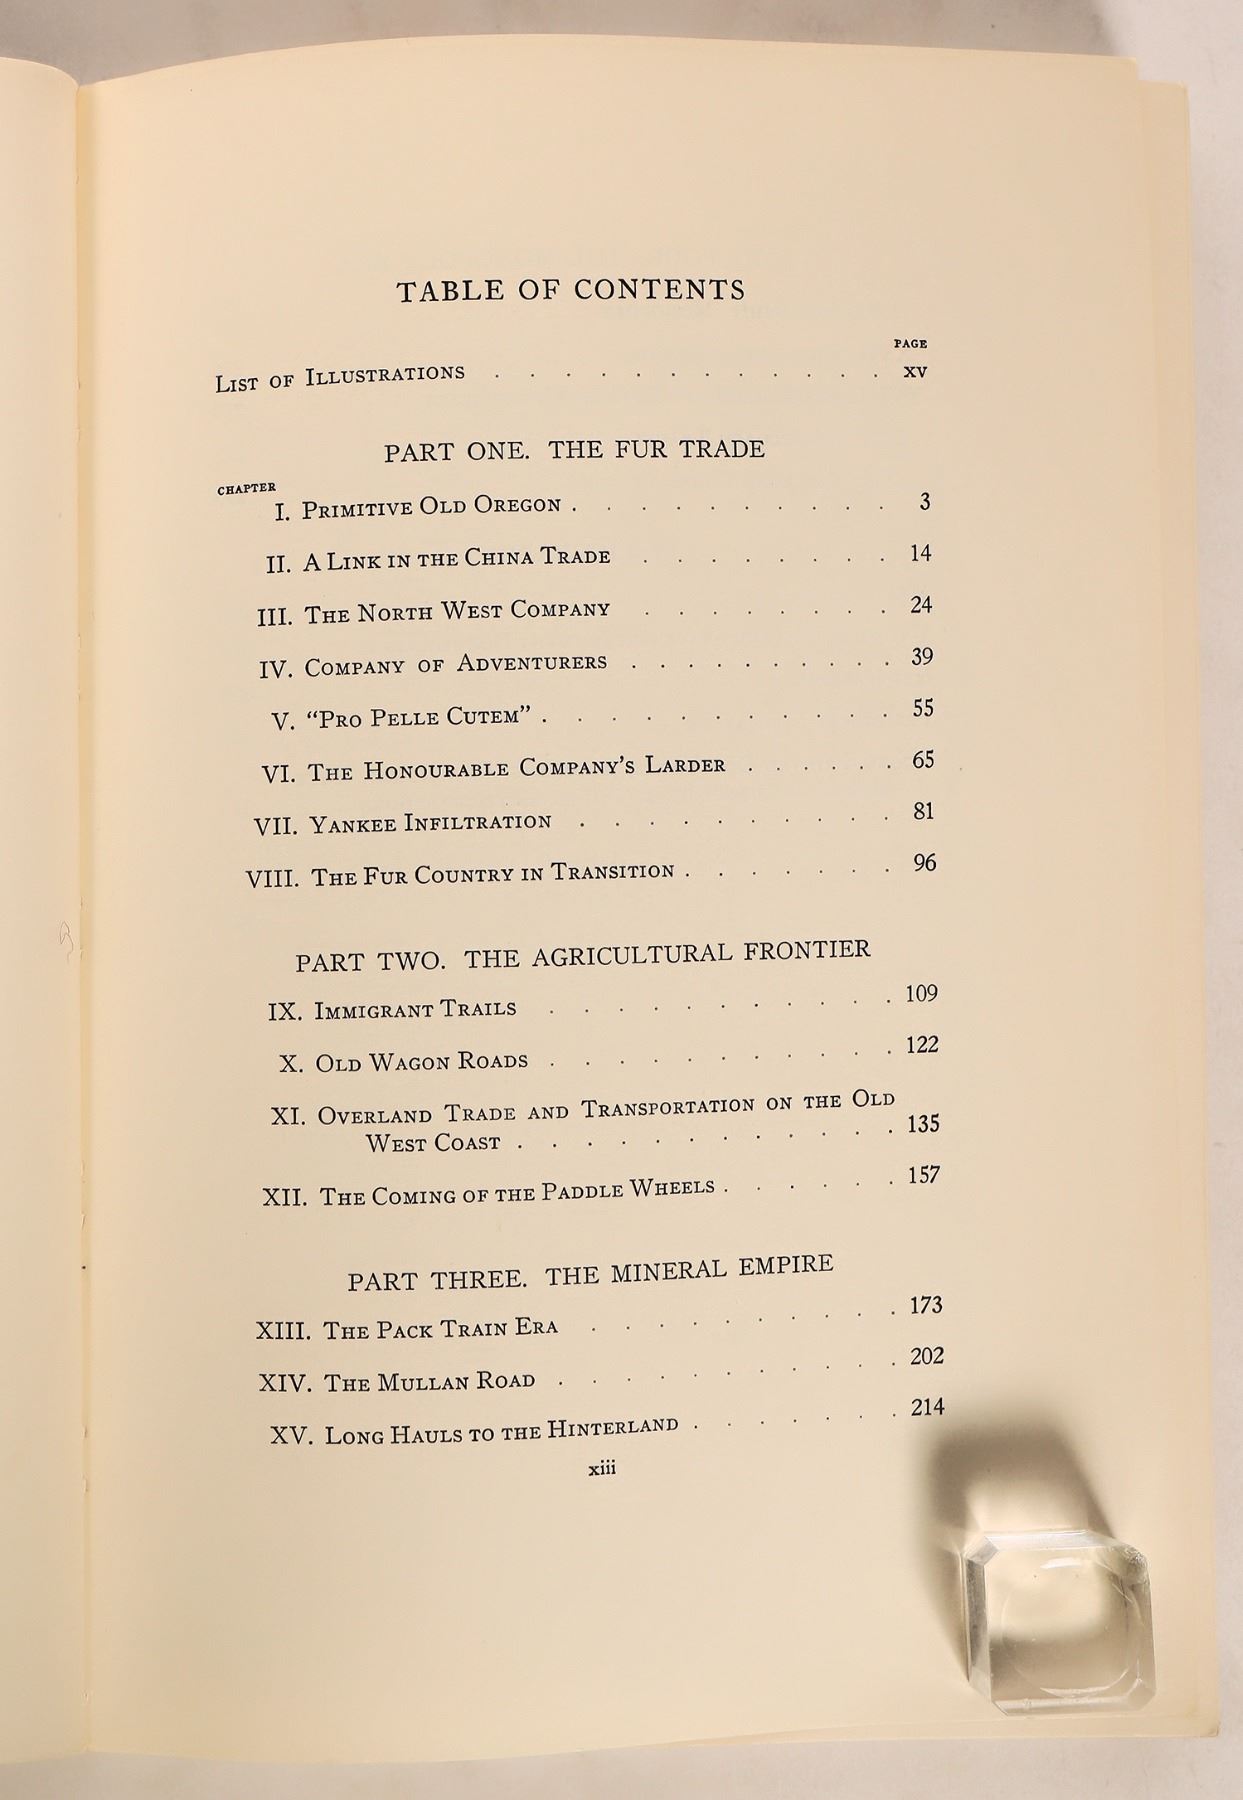 TABLE OF CONTENTS
PAGE
LIST OF ILLUSTRATIONS . . . . . . . . . . . . xv
PART ONE. THE FUR TRADE
CHAPTER
I. PRIMITIVE OLD OREGON . . . . . . . . . . 3
II. A LINK IN THE CHINA TRADE . . . . . . . . 14
III. THE NORTH WEST COMPANY . . . . . . . . 24
IV. COMPANY OF ADVENTURERS . . . . . . . . . . 39
V. “PRO PELLE CUTEM” . . . . . . . . . . . 55
VI. THE HONOURABLE COMPANY’S LARDER . . . . . . 65
VII. YANKEE INFILTRATION . . . . . . . . . . 81
VIII. THE FUR COUNTRY IN TRANSITION . . . . . . . 96
PART TWO. THE AGRICULTURAL FRONTIER
IX. IMMIGRANT TRAILS . . . . . . . . . . . 109
X. OLD WAGON ROADS . . . . . . . . . . . 122
XI. OVERLAND TRADE AND TRANSPORTATION ON THE OLD
WEST COAST . . . . . . . . . . . . 135
XII. THE COMING OF THE PADDLE WHEELS . . . . . . 157
PART THREE. THE MINERAL EMPIRE
XIII. THE PACK TRAIN ERA . . . . . . . . . . 173
XIV. THE MULLAN ROAD . . . . . . . . . . . 202
XV. LONG HAULS TO THE HINTERLAND . . . . . . . 214
xiii